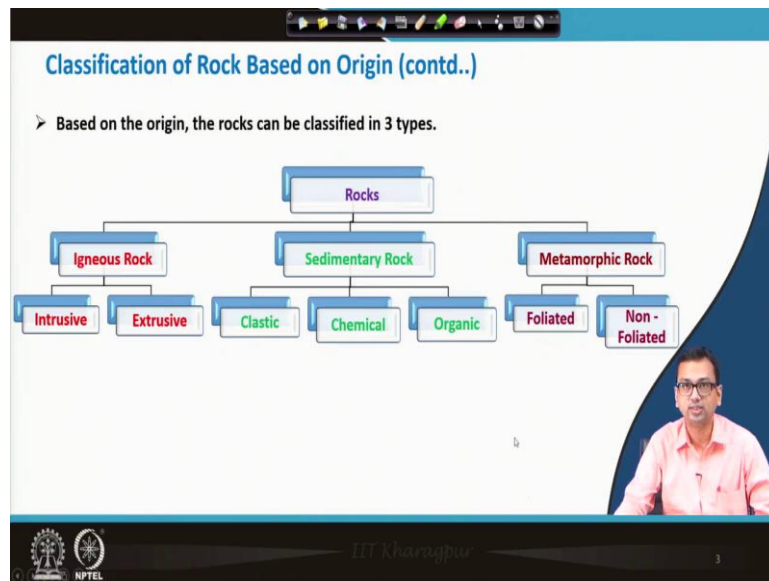 Classification of Rock Based on Origin (contd..)
➤ Based on the origin, the rocks can be classified in 3 types.
Rocks
Igneous Rock
Sedimentary Rock
Metamorphic Rock
Intrusive
Extrusive
Clastic
Chemical
Organic
Foliated
Non -
Foliated
IIT Kharagpur
NPTEL
3